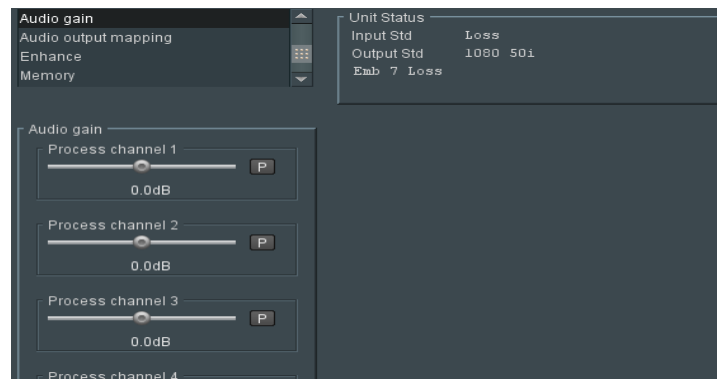 Audio gain
Audio output mapping
Enhance
Memory
Unit Status
Input Std Loss
Output Std 1080 50i
Emb 7 Loss
Audio gain
Process channel 1
P
0.0dB
Process channel 2
P
0.0dB
Process channel 3
P
0.0dB
Process channel 4